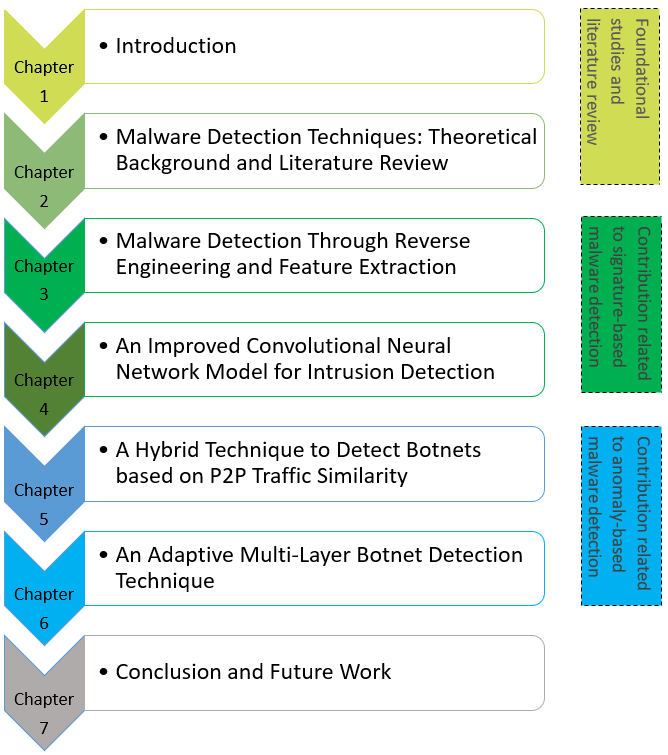 Chapter
1
• Introduction
Chapter
2
• Malware Detection Techniques: Theoretical
Background and Literature Review
Chapter
3
• Malware Detection Through Reverse
Engineering and Feature Extraction
Chapter
4
• An Improved Convolutional Neural
Network Model for Intrusion Detection
Chapter
5
• A Hybrid Technique to Detect Botnets
based on P2P Traffic Similarity
Chapter
6
• An Adaptive Multi-Layer Botnet Detection
Technique
Chapter
7
• Conclusion and Future Work
Foundational
studies and
literature review
Contribution related
to signature-based
malware detection
Contribution related
to anomaly-based
malware detection